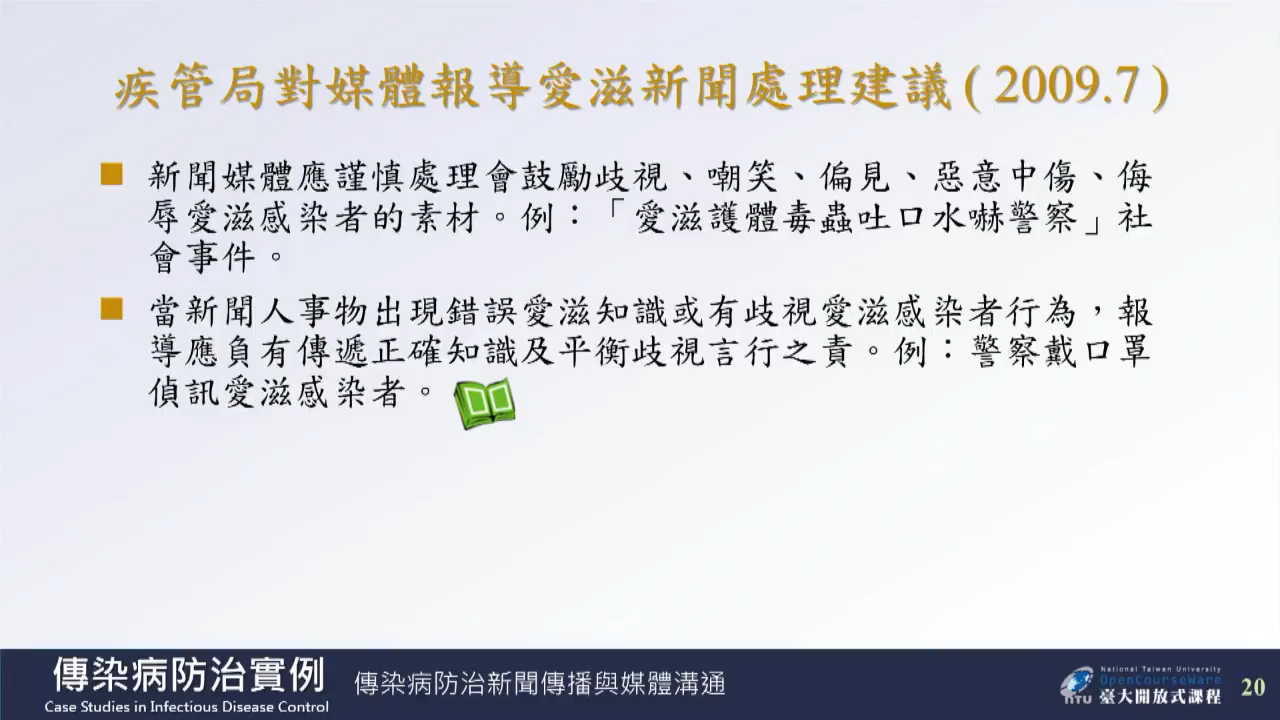 疾管局對媒體報導愛滋新聞處理建議 ( 2009.7 )
新聞媒體應謹慎處理會鼓勵歧視、嘲笑、偏見、惡意中傷、侮
辱愛滋感染者的素材。例：「愛滋護體毒蟲吐口水嚇警察」社
會事件。
當新聞人事物出現錯誤愛滋知識或有歧視愛滋感染者行為，報
導應負有傳遞正確知識及平衡歧視言行之責。例：警察戴口罩
偵訊愛滋感染者。
傳染病防治實例
Case Studies in Infectious Disease Control
傳染病防治新聞傳播與媒體溝通
National Taiwan University
OpenCourseWare
NTU 臺大開放式課程
20